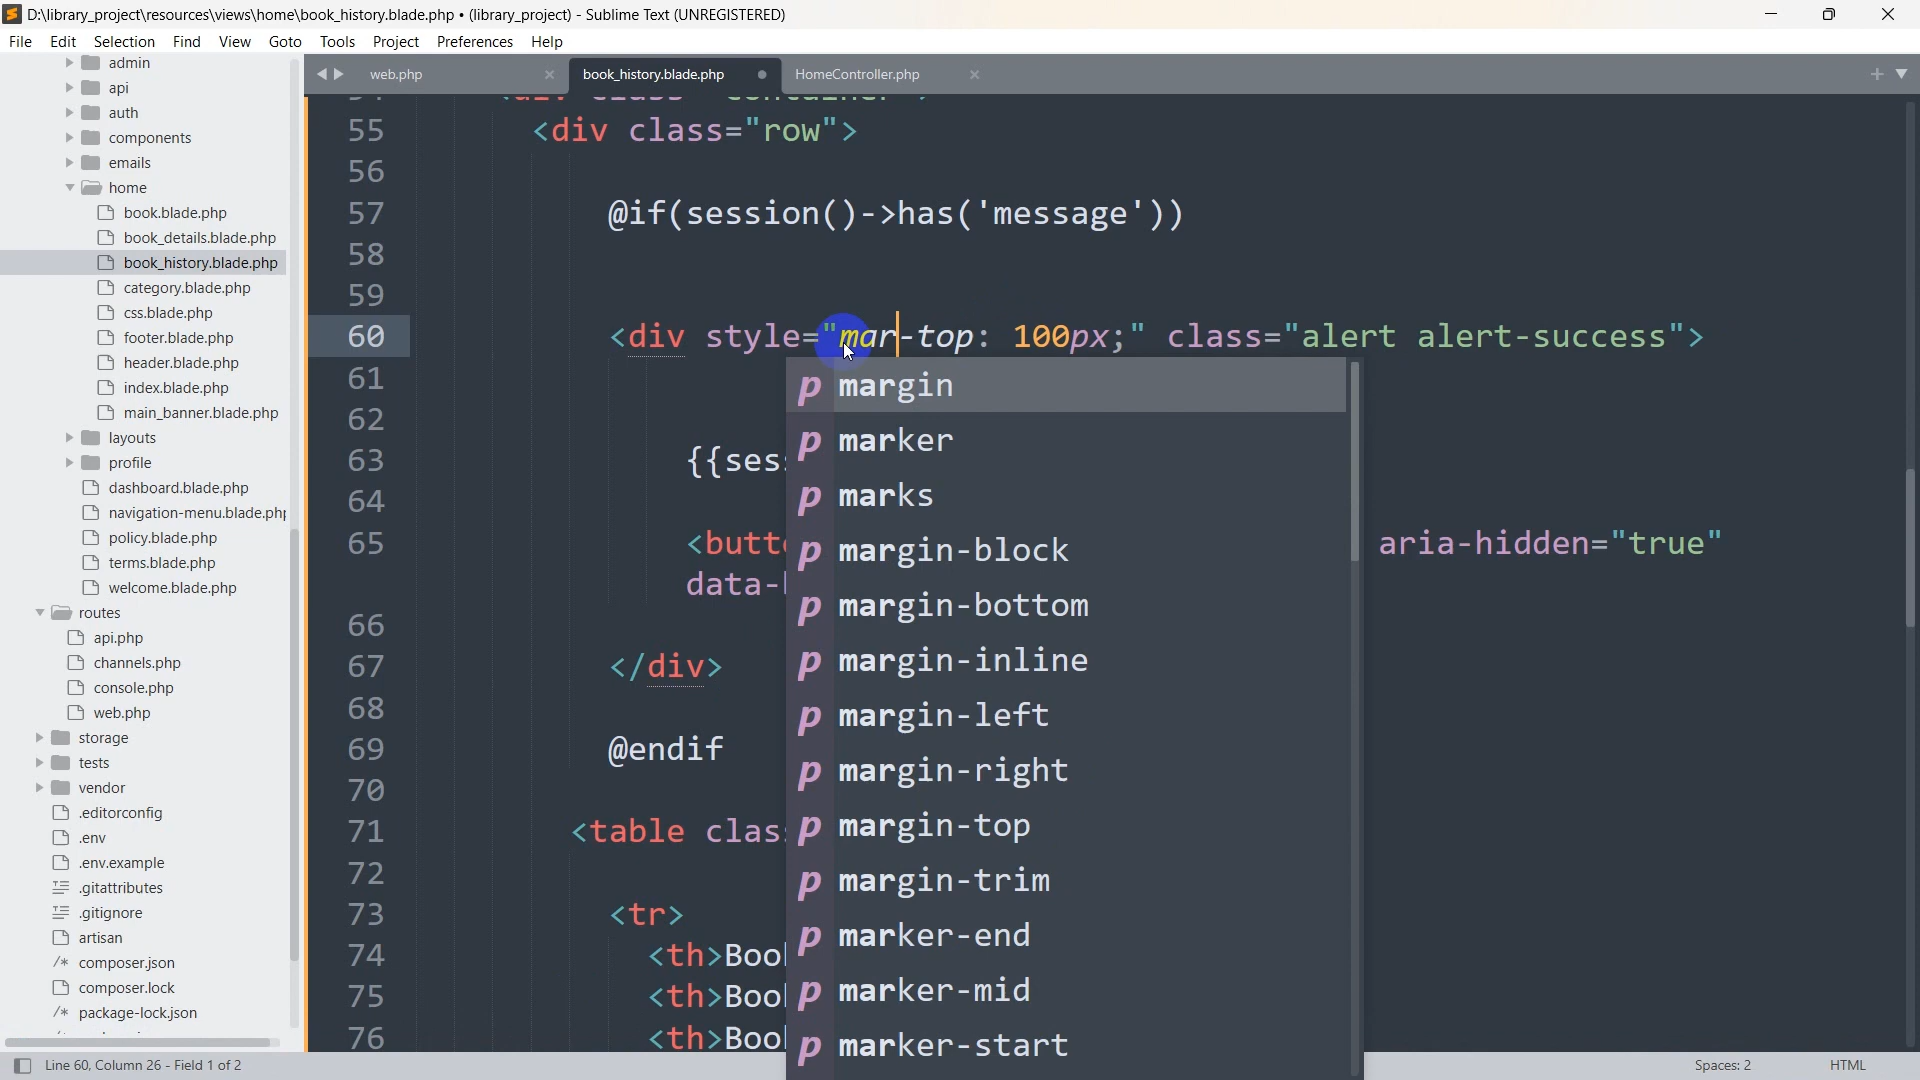 D:\library_project\resources\views\home\book_history.blade.php • (library_project) - Sublime Text (UNREGISTERED)
File Edit Selection Find View Goto Tools Project Preferences Help
admin
api
auth
components
emails
home
book.blade.php
book_details.blade.php
book_history.blade.php
category.blade.php
css.blade.php
footer.blade.php
header.blade.php
index.blade.php
main_banner.blade.php
layouts
profile
dashboard.blade.php
navigation-menu.blade.php
policy.blade.php
terms.blade.php
welcome.blade.php
routes
api.php
channels.php
console.php
web.php
storage
tests
vendor
.editorconfig
.env
.env.example
.gitattributes
.gitignore
artisan
composer.json
composer.lock
package-lock.json
web.php book_history.blade.php HomeController.php
55 <div class="row">
56
57 @if(session()->has('message'))
58
59
60 <div style="mar-top: 100px;" class="alert alert-success">
61
62
63 {{ses
64
65 <butt aria-hidden="true"
data-
66
67 </div>
68
69 @endif
70
71 <table clas
72
73 <tr>
74 <th>Boo
75 <th>Boo
76 <th>Boo
p margin
p marker
p marks
p margin-block
p margin-bottom
p margin-inline
p margin-left
p margin-right
p margin-top
p margin-trim
p marker-end
p marker-mid
p marker-start
Line 60, Column 26 - Field 1 of 2 Spaces: 2 HTML